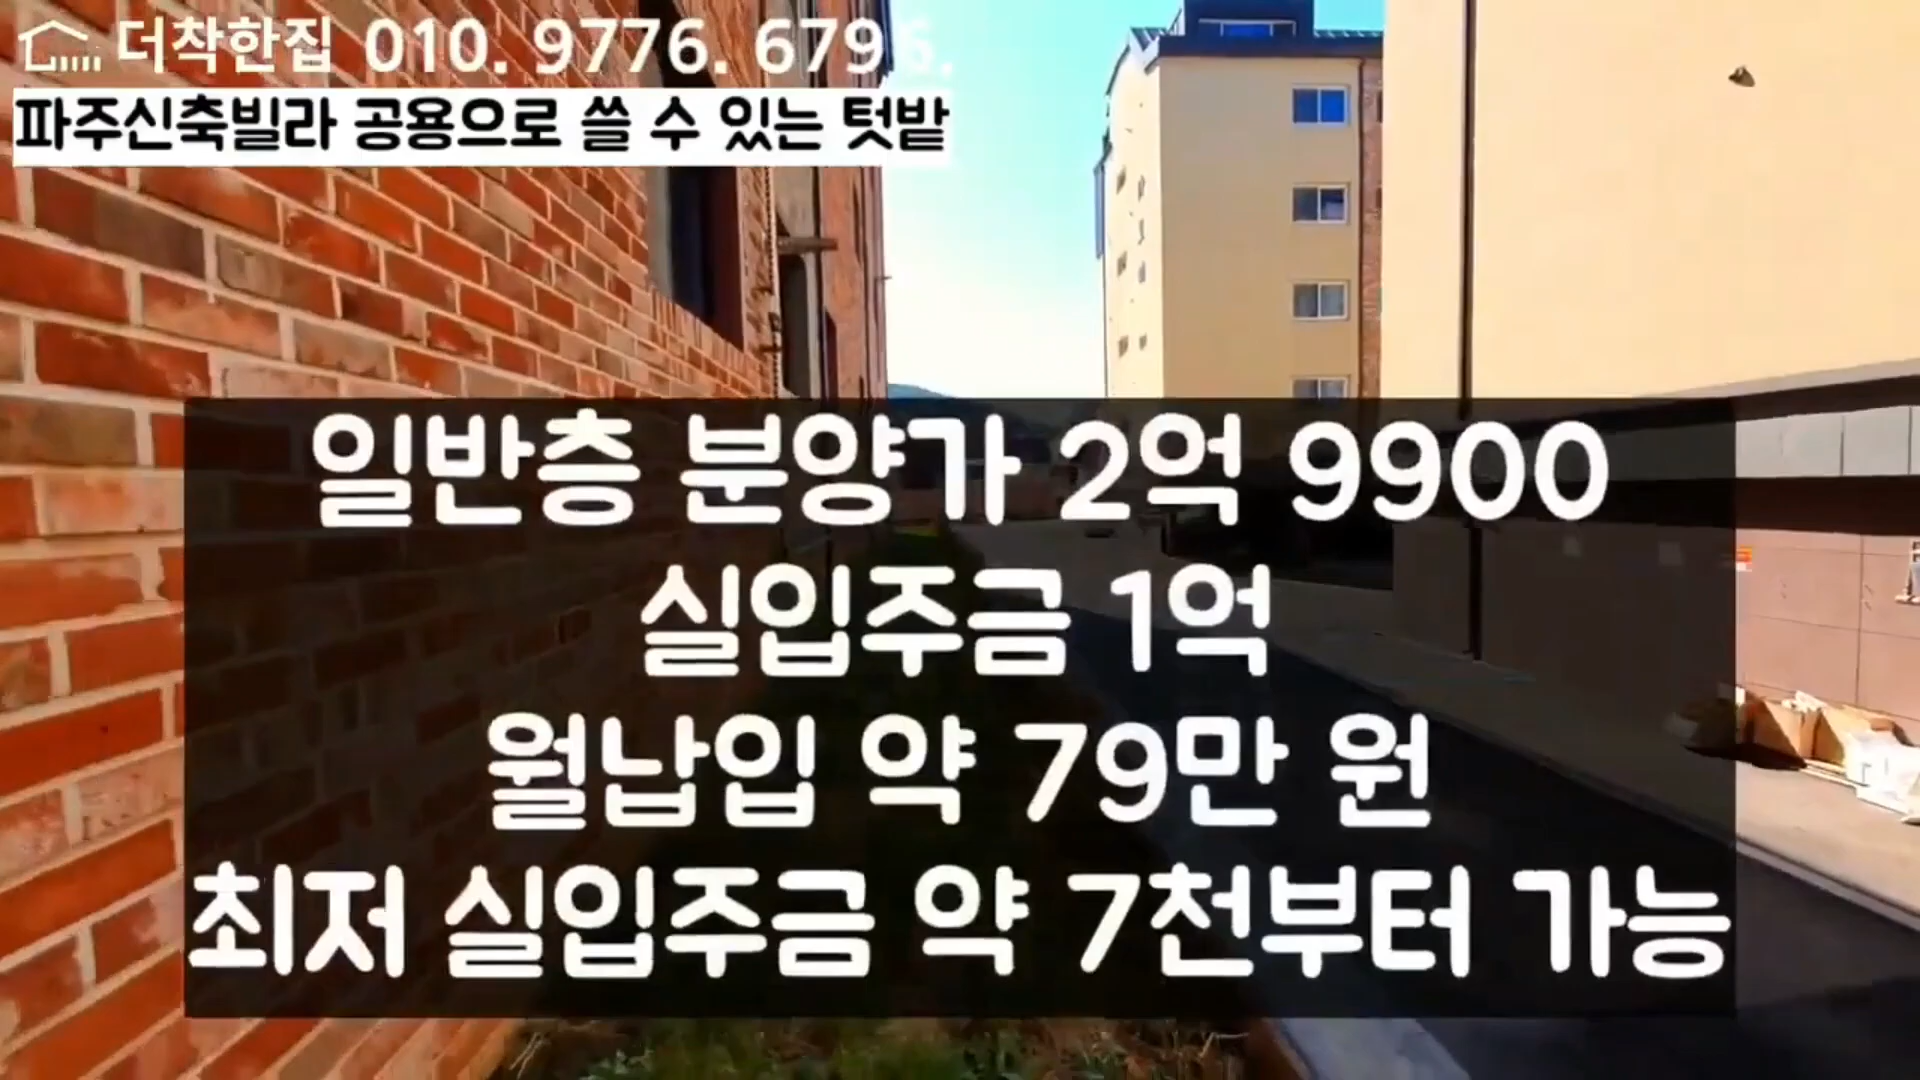 더착한집 010. 9776. 6796.
파주신축빌라 공용으로 쓸 수 있는 텃밭
일반층 분양가 2억 9900
실입주금 1억
월납입 약 79만 원
최저 실입주금 약 7천부터 가능